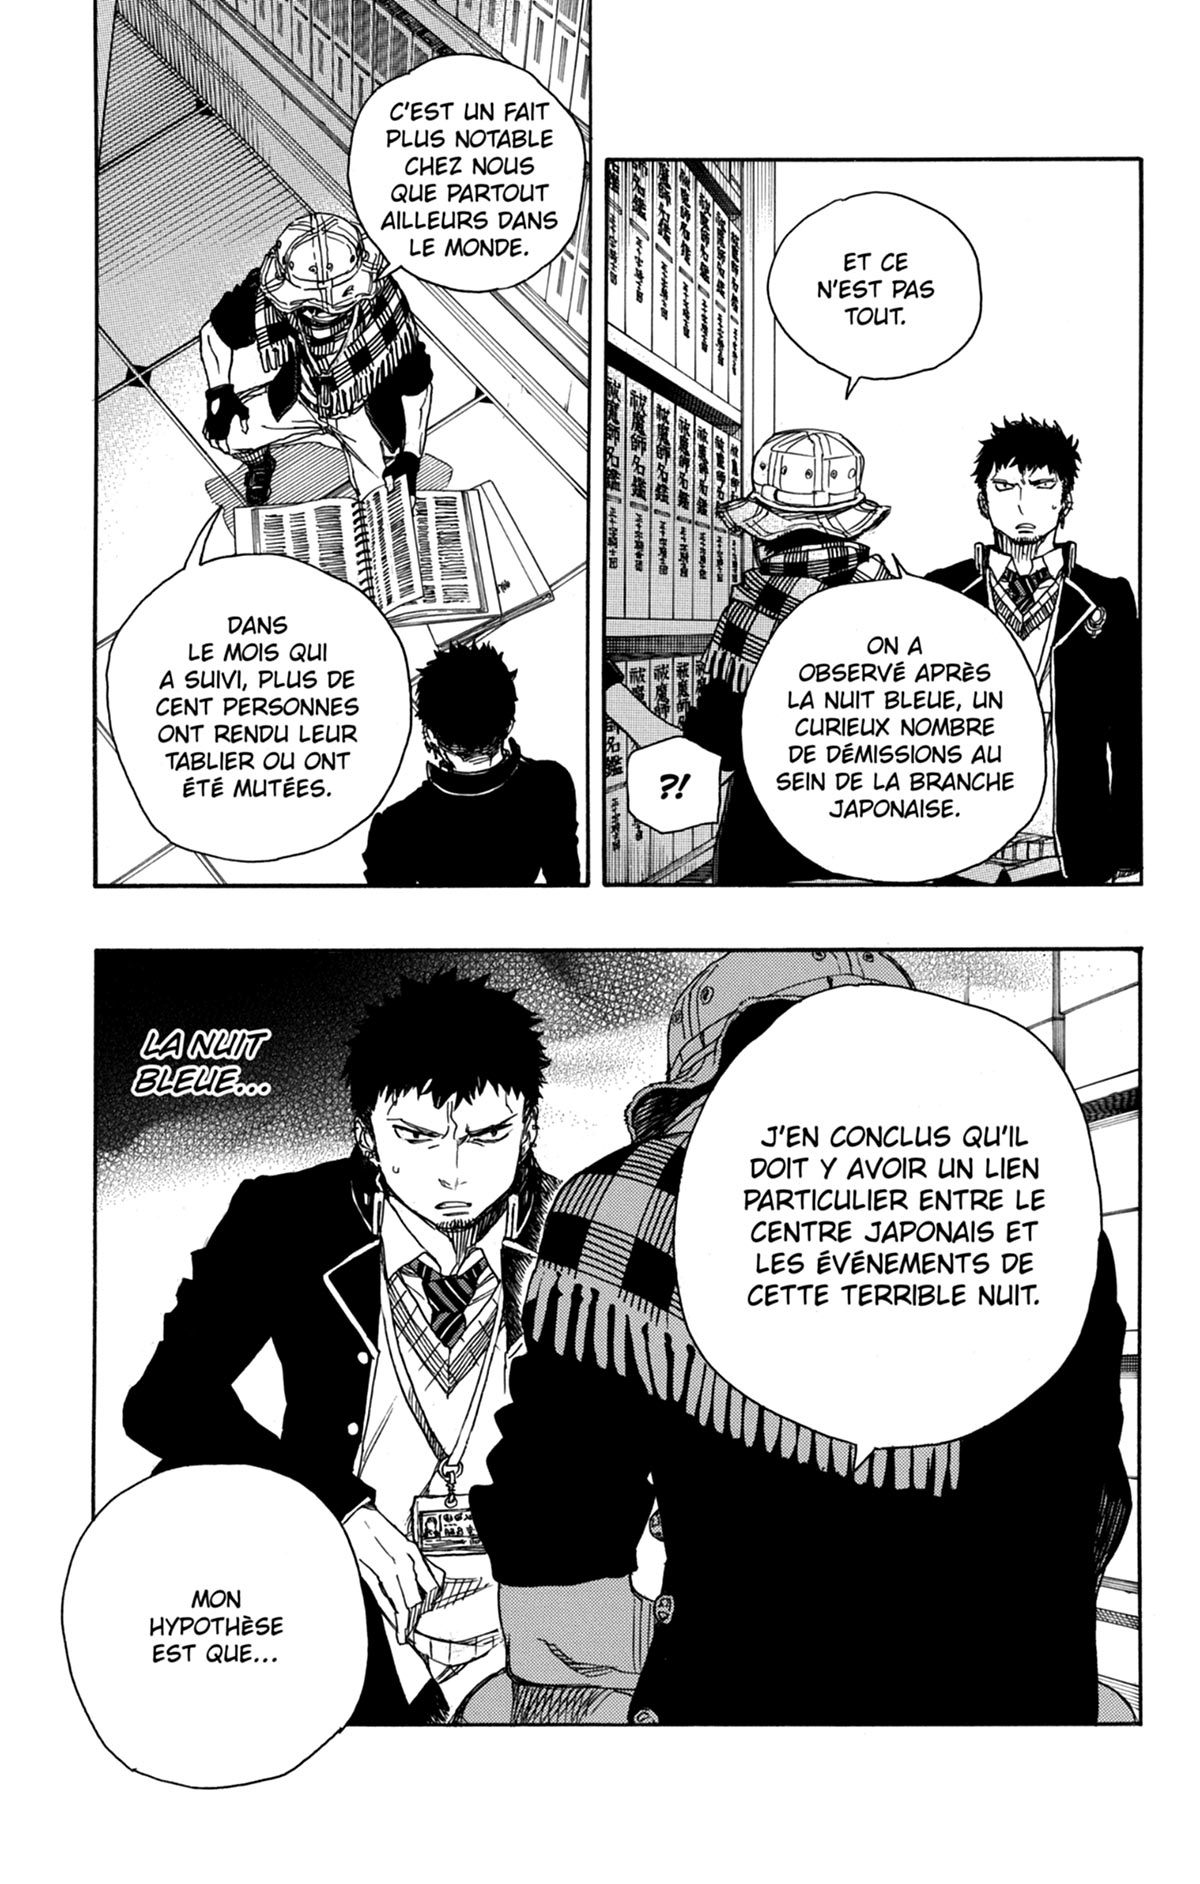 ET CE
N'EST PAS
TOUT.
ON A
OBSERVÉ APRÈS
LA NUIT BLEUE, UN
CURIEUX NOMBRE
DE DÉMISSIONS AU
SEIN DE LA BRANCHE
JAPONAISE.
?!
C'EST UN FAIT
PLUS NOTABLE
CHEZ NOUS
QUE PARTOUT
AILLEURS DANS
LE MONDE.
DANS
LE MOIS QUI
A SUIVI, PLUS DE
CENT PERSONNES
ONT RENDU LEUR
TABLIER OU ONT
ÉTÉ MUTÉES.
J'EN CONCLUS QU'IL
DOIT Y AVOIR UN LIEN
PARTICULIER ENTRE LE
CENTRE JAPONAIS ET
LES ÉVÉNEMENTS DE
CETTE TERRIBLE NUIT.
LA NUIT
BLEUE...
MON
HYPOTHÈSE
EST QUE...